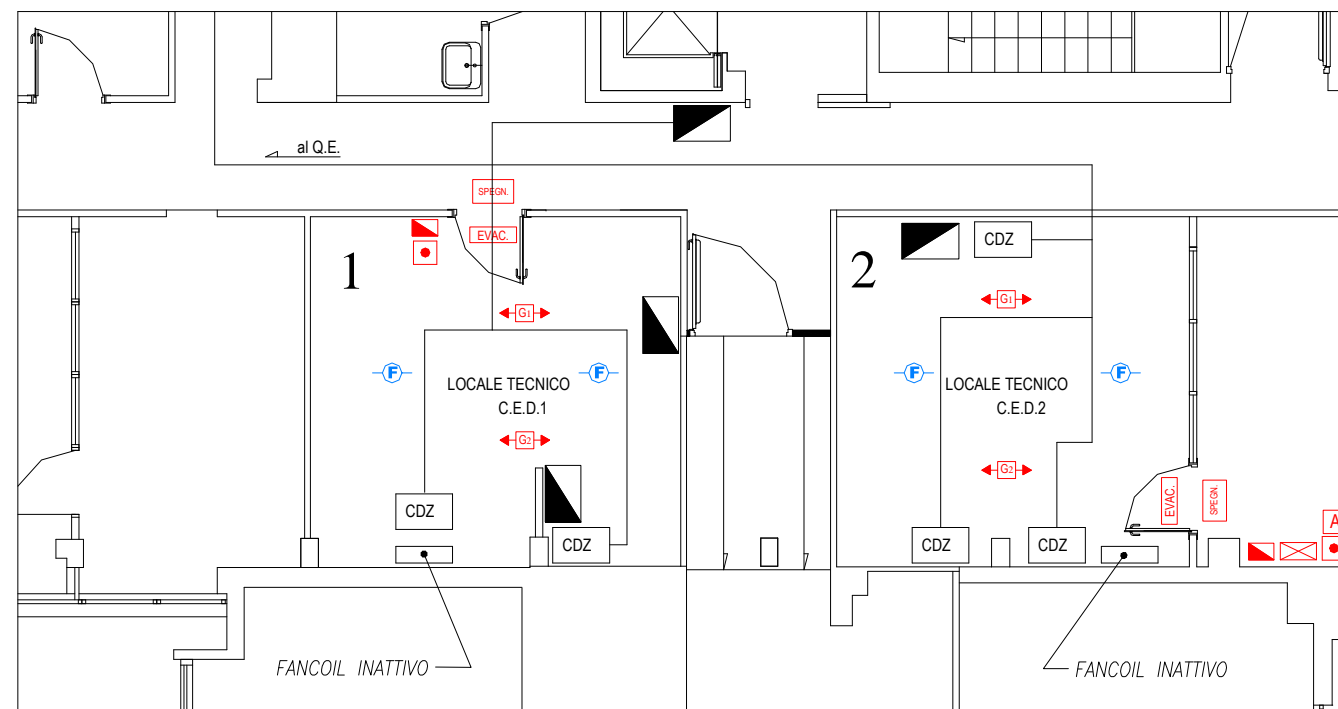 al Q.E.
SPEGN.
EVAC.
1
G1
F
F
LOCALE TECNICO
C.E.D.1
G2
CDZ
CDZ
FANCOIL INATTIVO
CDZ
2
G1
F
F
LOCALE TECNICO
C.E.D.2
G2
EVAC.
SPEGN.
CDZ
CDZ
A
FANCOIL INATTIVO